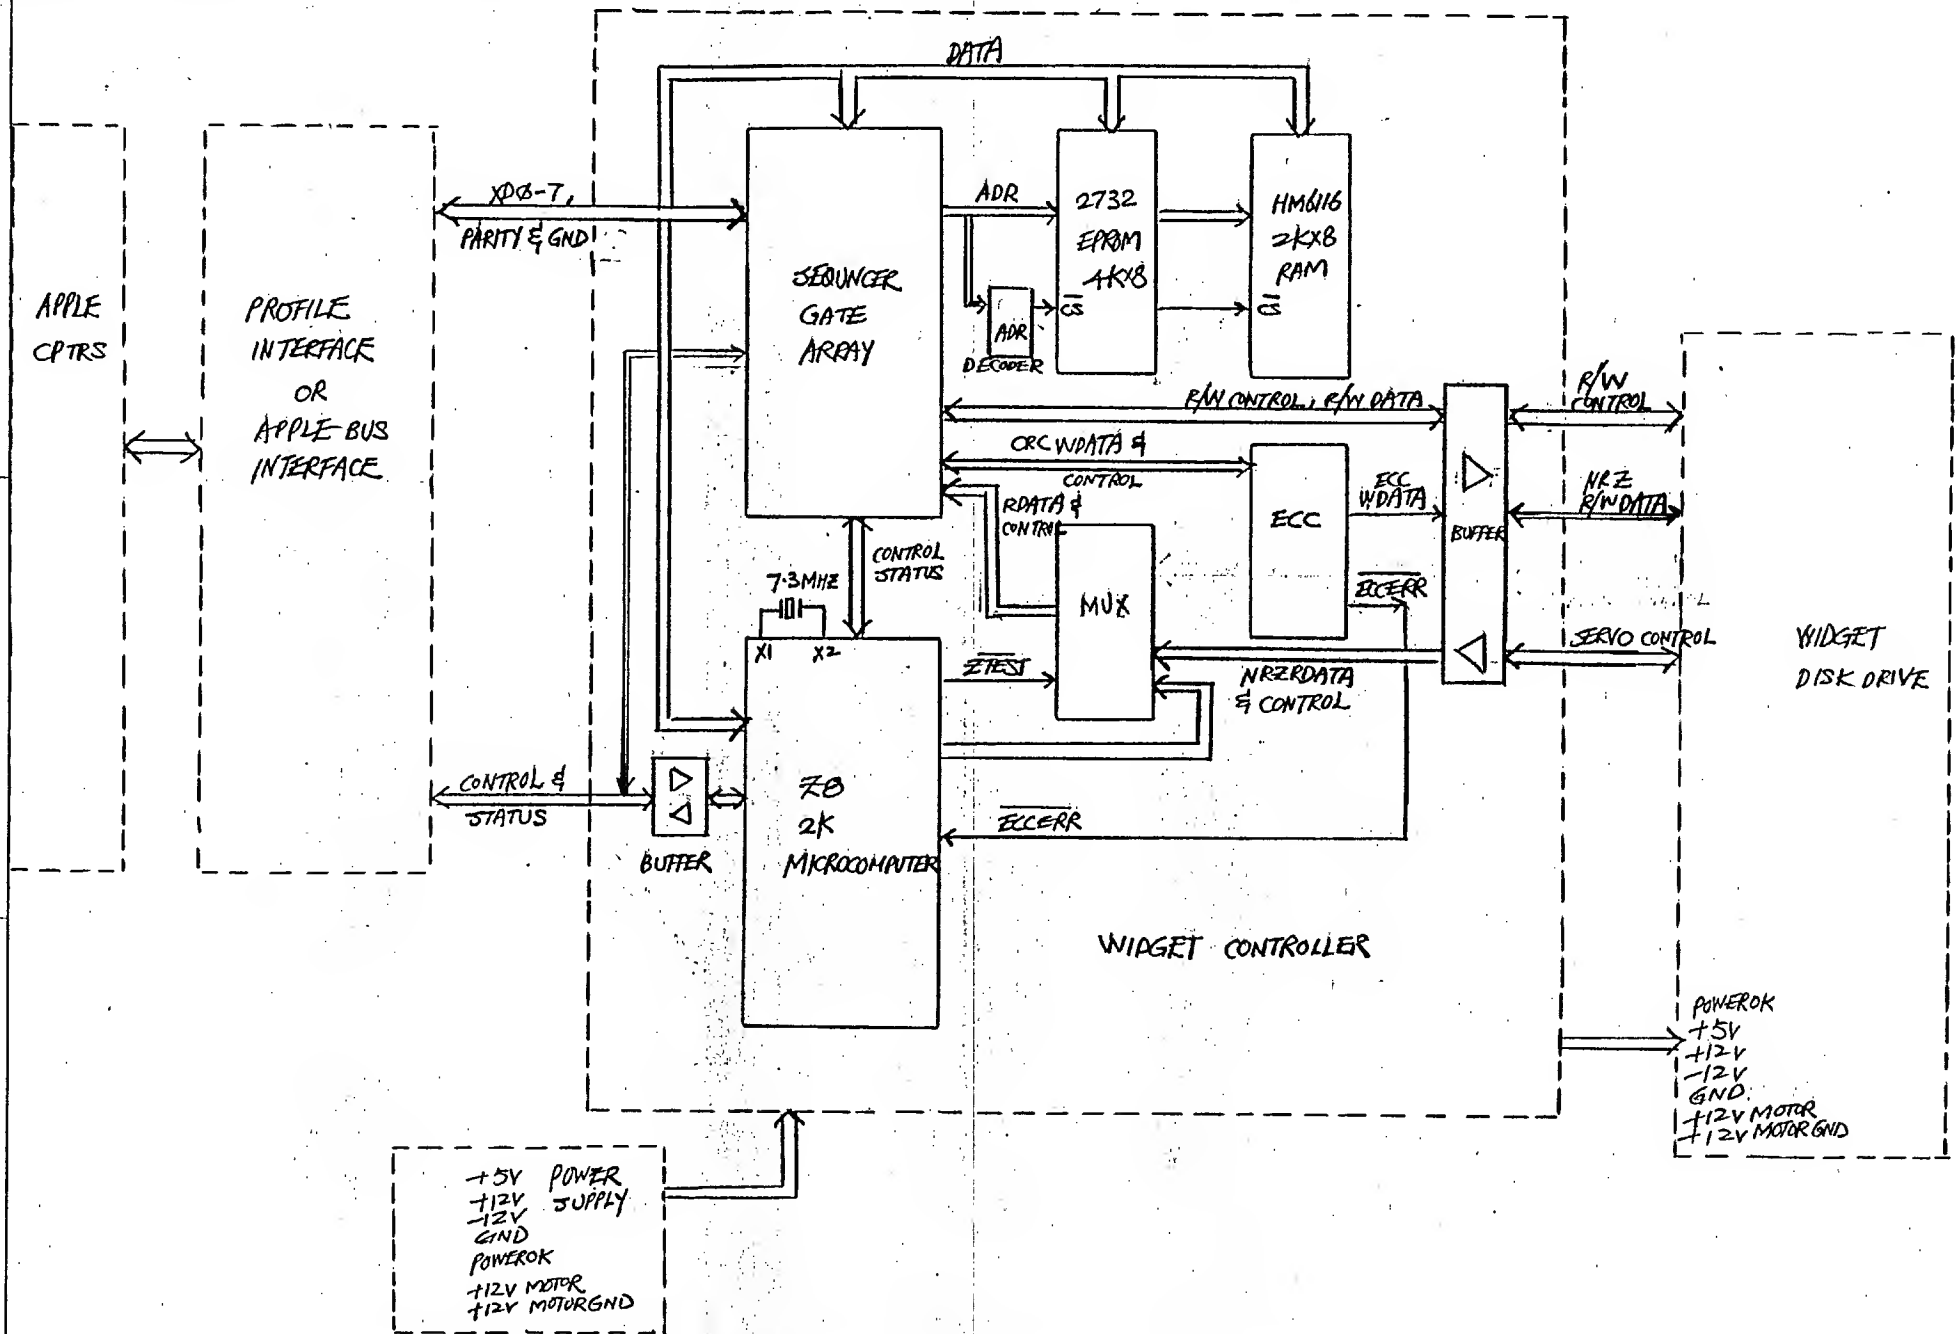 DATA
XDØ-7,
PARITY & GND
APPLE
CPTRS
PROFILE
INTERFACE
OR
APPLE-BUS
INTERFACE
SEQUNCER
GATE
ARRAY
ADR
2732
EPROM
4KX8
CS
HM6116
2KX8
RAM
CS
ADR
DECODER
R/W CONTROL, R/W DATA
R/W
CONTROL
CRC WDATA &
CONTROL
RDATA &
CONTROL
ECC
ECC
WDATA
BUFFER
NRZ
R/WDATA
CONTROL
STATUS
7.3MHZ
X1 X2
MUX
ECCERR
ZTEST
NRZRDATA
& CONTROL
SERVO CONTROL
WIDGET
DISK DRIVE
CONTROL &
STATUS
BUFFER
Z8
2K
MICROCOMPUTER
ECCERR
WIDGET CONTROLLER
POWEROK
+5V
+12V
-12V
GND.
+12V MOTOR
+12V MOTORGND
+5V POWER
+12V SUPPLY
-12V
GND
POWEROK
+12V MOTOR
+12V MOTORGND